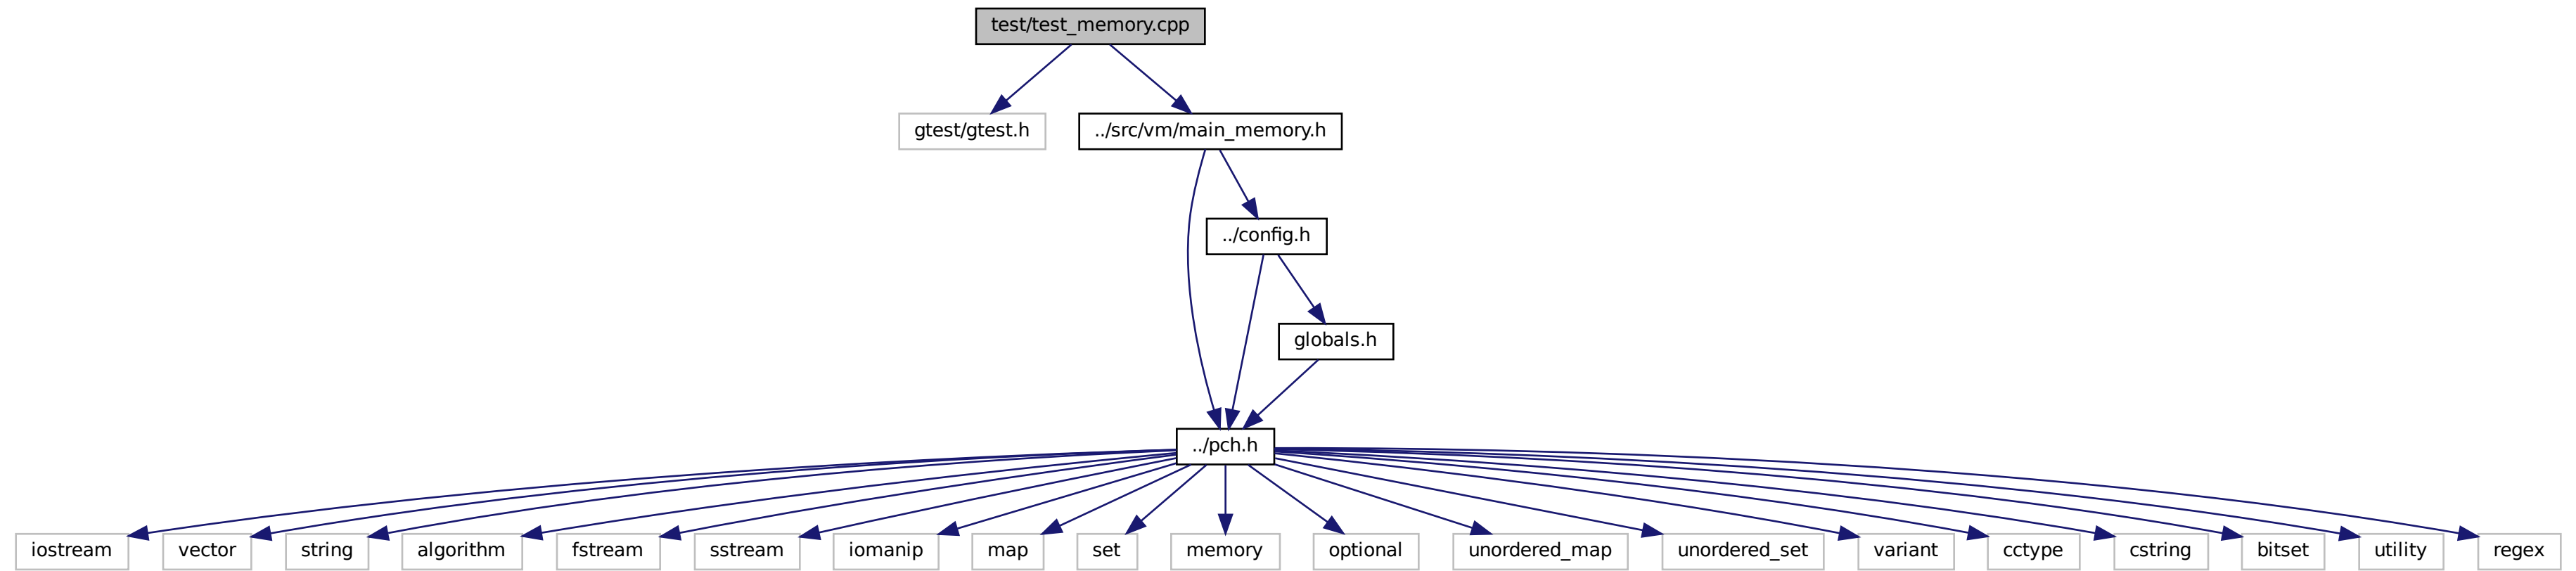 test/test_memory.cpp
gtest/gtest.h
../src/vm/main_memory.h
../config.h
globals.h
../pch.h
iostream
vector
string
algorithm
fstream
sstream
iomanip
map
set
memory
optional
unordered_map
unordered_set
variant
cctype
cstring
bitset
utility
regex